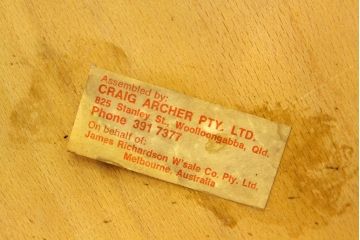 Assembled by:
CRAIG ARCHER PTY. LTD.
825 Stanley St., Woolloongabba, Qld.
Phone 391 7377
On behalf of:
James Richardson W'sale Co. Pty. Ltd.
Melbourne, Australia